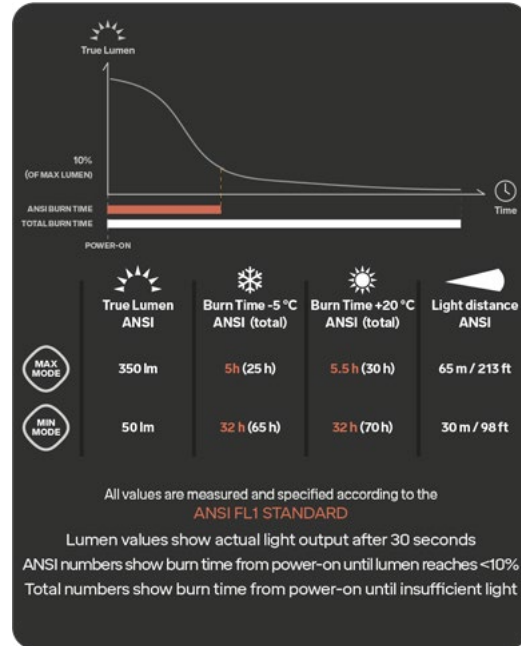 True Lumen
10%
(OF MAX LUMEN)
ANSI BURN TIME
TOTAL BURN TIME
Time
POWER-ON
True Lumen
ANSI
Burn Time -5 °C
ANSI (total)
Burn Time +20 °C
ANSI (total)
Light distance
ANSI
MAX
MODE
350 lm
5h (25 h)
5.5 h (30 h)
65 m / 213 ft
MIN
MODE
50 lm
32 h (65 h)
32 h (70 h)
30 m / 98 ft
All values are measured and specified according to the
ANSI FL1 STANDARD
Lumen values show actual light output after 30 seconds
ANSI numbers show burn time from power-on until lumen reaches <10%
Total numbers show burn time from power-on until insufficient light